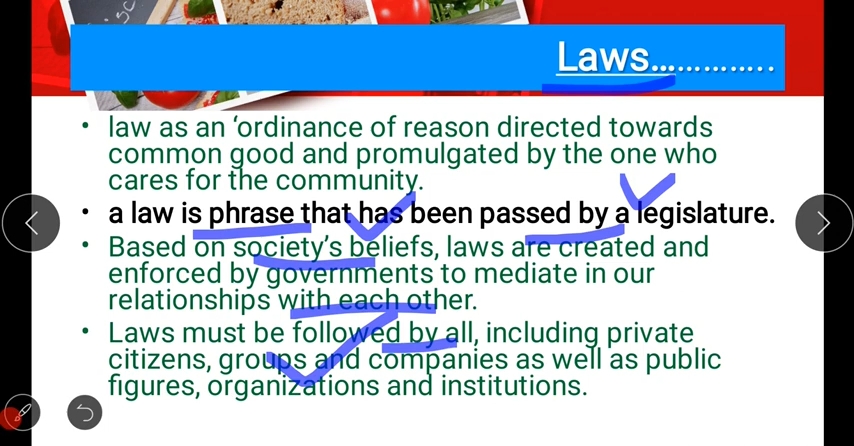 isc
Laws................
• law as an ‘ordinance of reason directed towards
common good and promulgated by the one who
cares for the community.
• a law is phrase that has been passed by a legislature.
• Based on society’s beliefs, laws are created and
enforced by governments to mediate in our
relationships with each other.
• Laws must be followed by all, including private
citizens, groups and companies as well as public
figures, organizations and institutions.